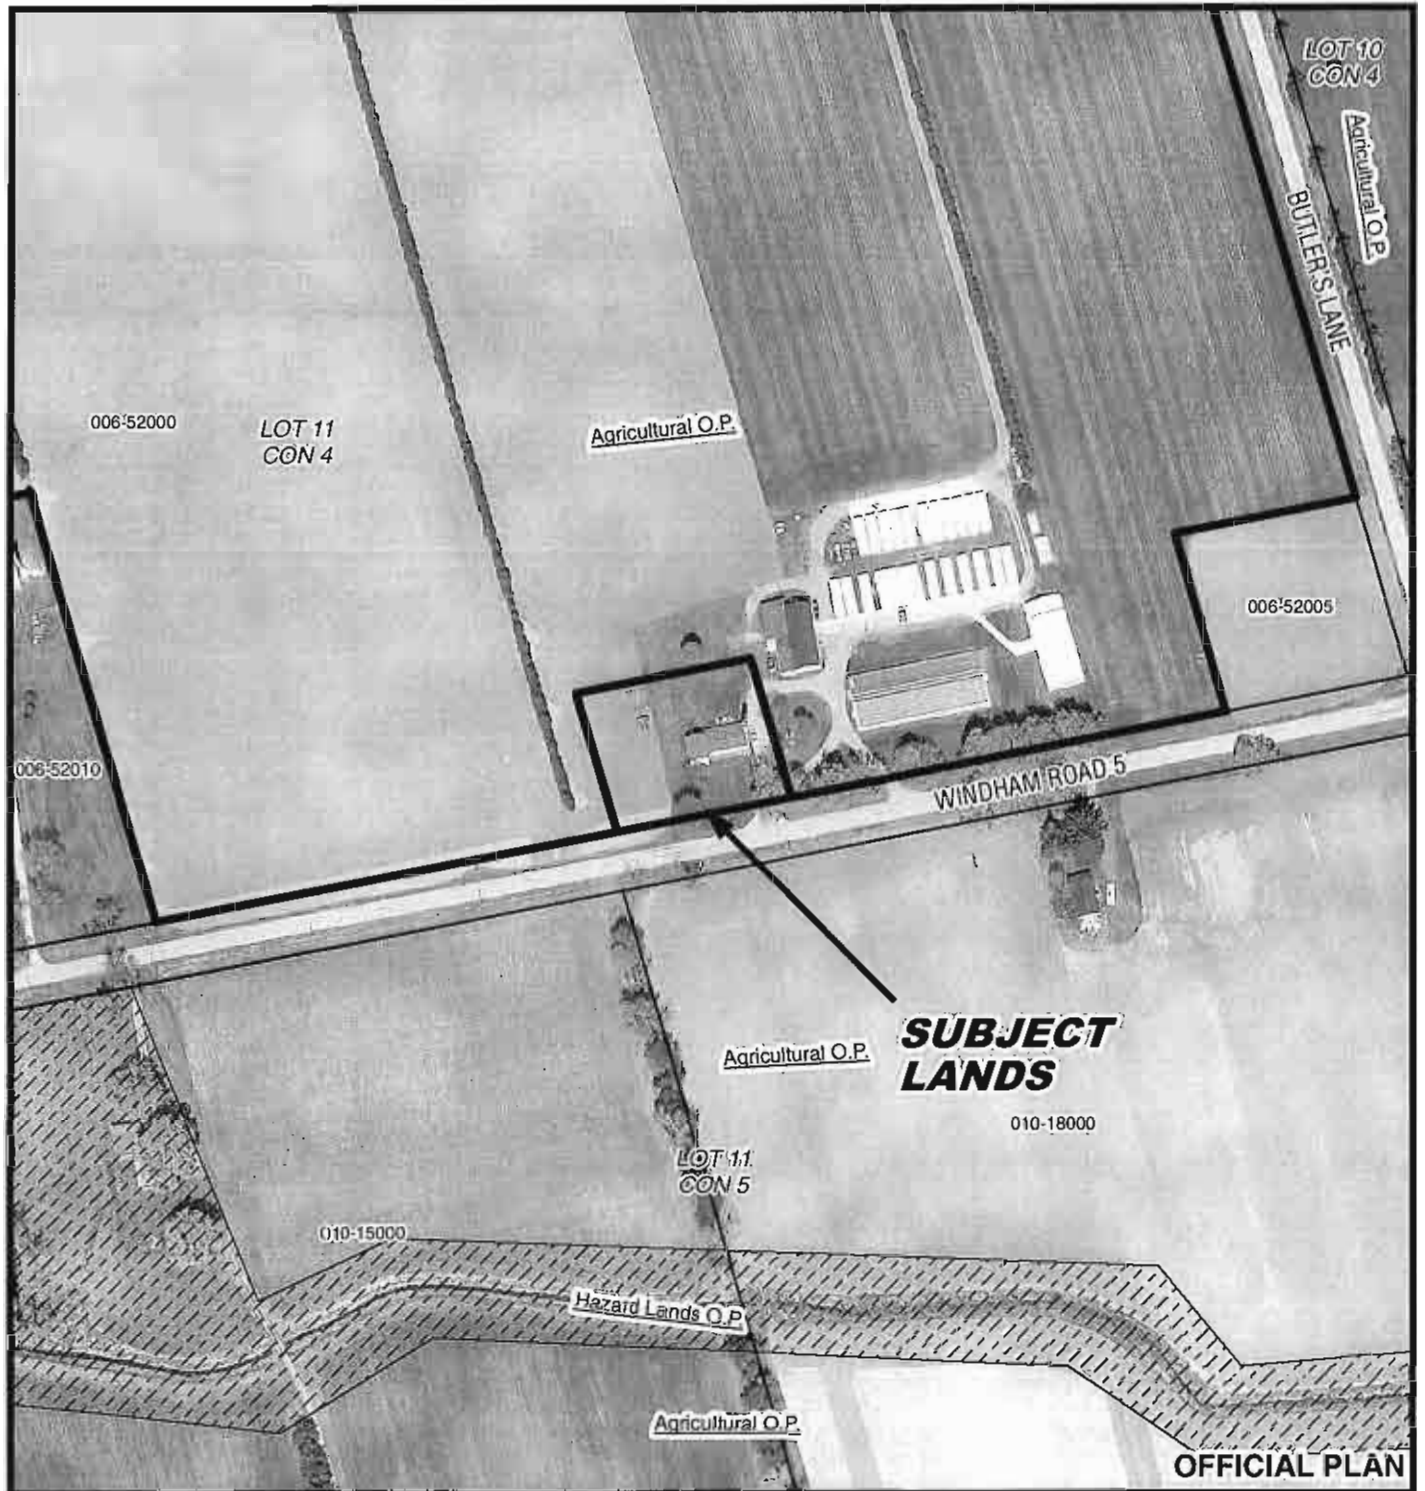 LOT 10
CON 4
Agricultural O.P.
BUTLER'S LANE
006-52000
LOT 11
CON 4
Agricultural O.P.
006-52005
006-52010
WINDHAM ROAD 5
SUBJECT
LANDS
Agricultural O.P.
010-18000
LOT 11
CON 5
010-15000
Hazard Lands O.P.
Agricultural O.P.
OFFICIAL PLAN